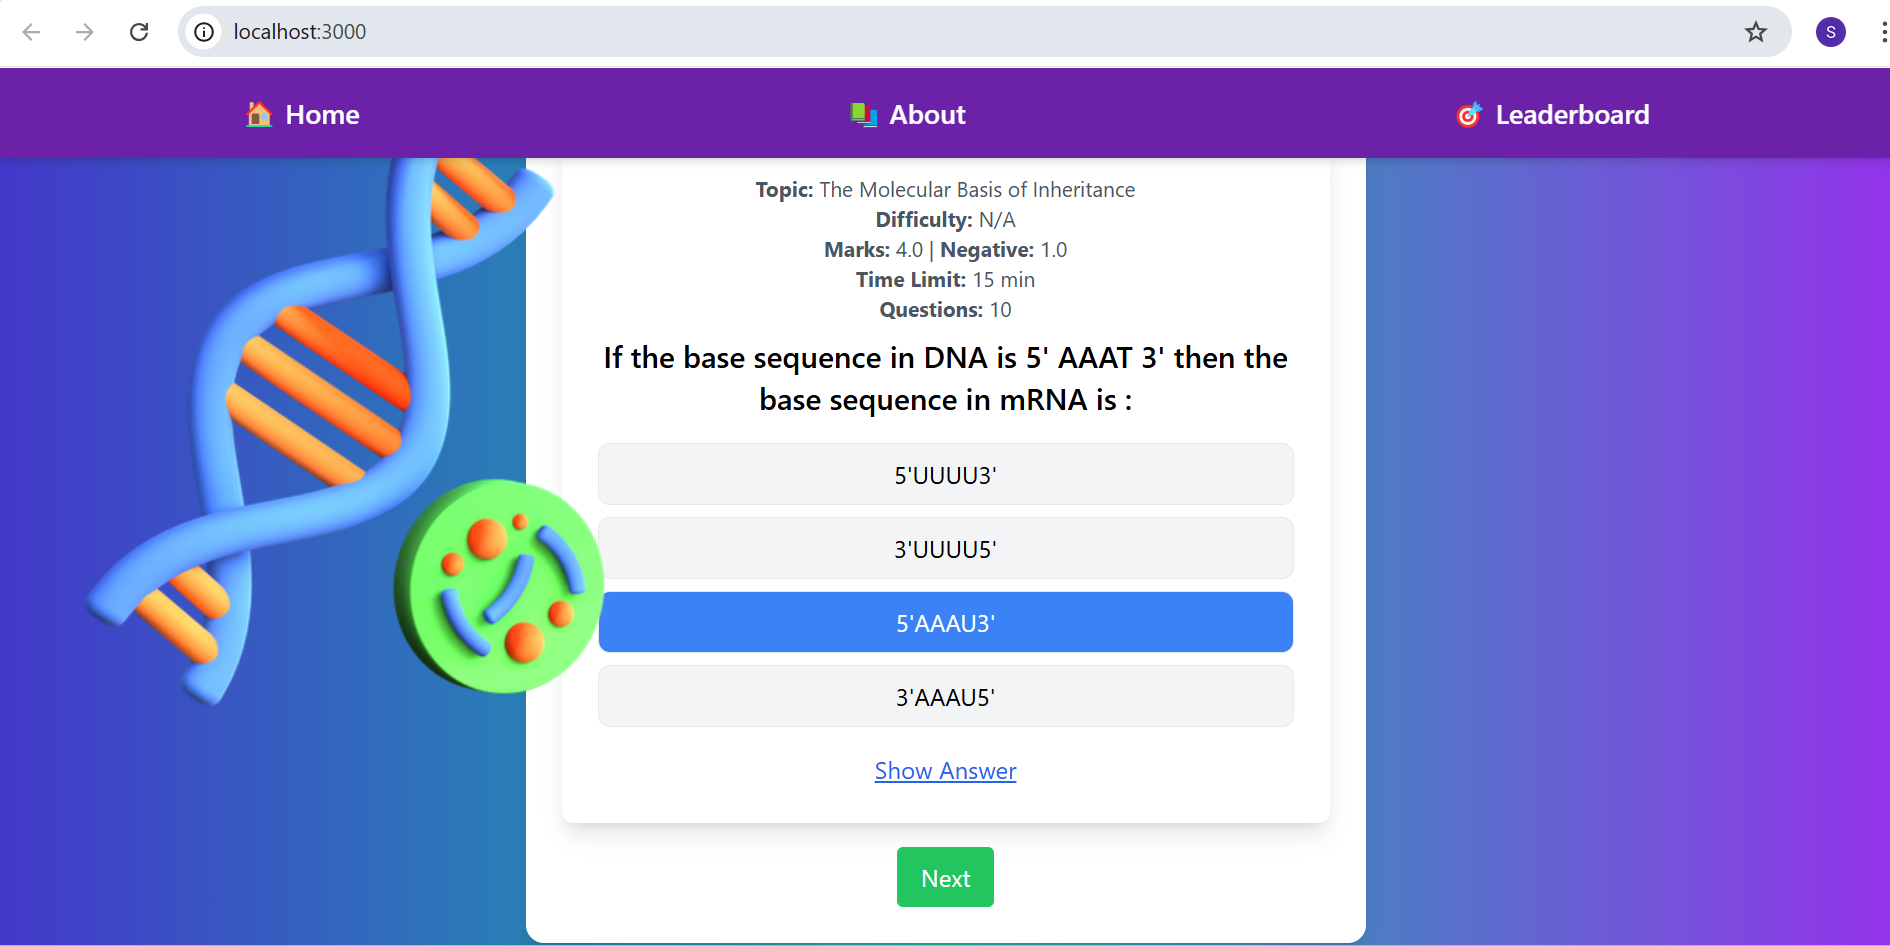 localhost:3000
S
🏠 Home
📚 About
🎯 Leaderboard
Topic: The Molecular Basis of Inheritance
Difficulty: N/A
Marks: 4.0 | Negative: 1.0
Time Limit: 15 min
Questions: 10
If the base sequence in DNA is 5' AAAT 3' then the
base sequence in mRNA is :
5'UUUU3'
3'UUUU5'
5'AAAU3'
3'AAAU5'
Show Answer
Next